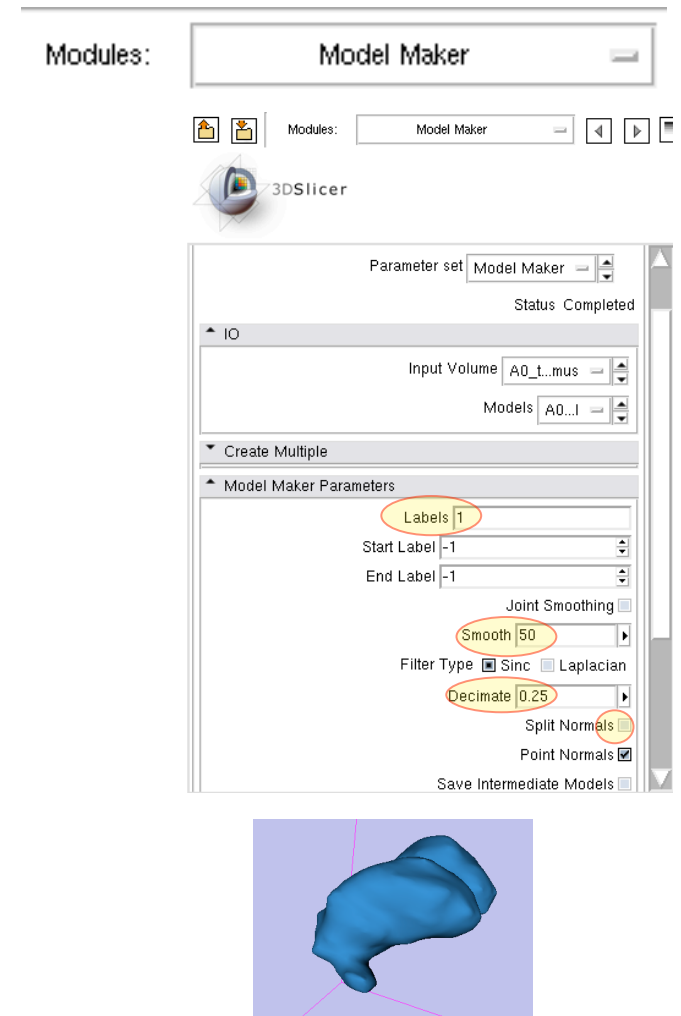 Modules: Model Maker
Modules: Model Maker
3DSlicer
Parameter set Model Maker
Status Completed
IO
Input Volume A0_t...mus
Models A0...l
Create Multiple
Model Maker Parameters
Labels 1
Start Label -1
End Label -1
Joint Smoothing
Smooth 50
Filter Type Sinc Laplacian
Decimate 0.25
Split Normals
Point Normals
Save Intermediate Models